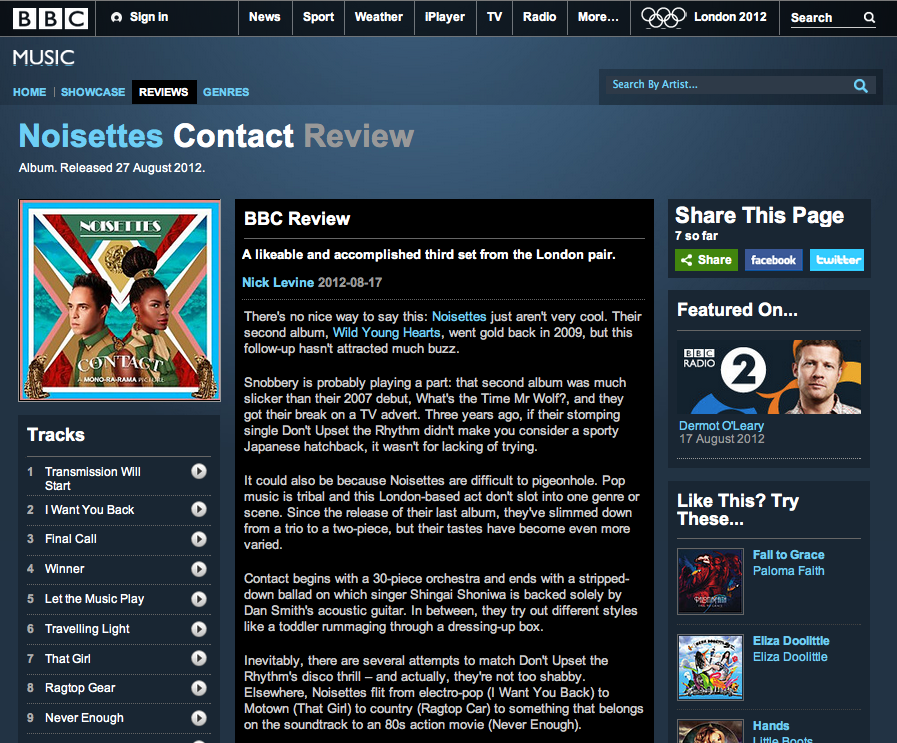 BBC
Sign in
News
Sport
Weather
iPlayer
TV
Radio
More...
London 2012
Search
MUSIC
HOME | SHOWCASE REVIEWS GENRES
Search By Artist...
Noisettes Contact Review
Album. Released 27 August 2012.
NOISETTES
CONTACT
A MONO-RA-RAMA PICTURE
Tracks
1 Transmission Will
Start
2 I Want You Back
3 Final Call
4 Winner
5 Let the Music Play
6 Travelling Light
7 That Girl
8 Ragtop Gear
9 Never Enough
BBC Review
A likeable and accomplished third set from the London pair.
Nick Levine 2012-08-17
There's no nice way to say this: Noisettes just aren't very cool. Their
second album, Wild Young Hearts, went gold back in 2009, but this
follow-up hasn't attracted much buzz.
Snobbery is probably playing a part: that second album was much
slicker than their 2007 debut, What's the Time Mr Wolf?, and they
got their break on a TV advert. Three years ago, if their stomping
single Don't Upset the Rhythm didn't make you consider a sporty
Japanese hatchback, it wasn't for lacking of trying.
It could also be because Noisettes are difficult to pigeonhole. Pop
music is tribal and this London-based act don't slot into one genre or
scene. Since the release of their last album, they've slimmed down
from a trio to a two-piece, but their tastes have become even more
varied.
Contact begins with a 30-piece orchestra and ends with a stripped-
down ballad on which singer Shingai Shoniwa is backed solely by
Dan Smith's acoustic guitar. In between, they try out different styles
like a toddler rummaging through a dressing-up box.
Inevitably, there are several attempts to match Don't Upset the
Rhythm's disco thrill – and actually, they're not too shabby.
Elsewhere, Noisettes flit from electro-pop (I Want You Back) to
Motown (That Girl) to country (Ragtop Car) to something that belongs
on the soundtrack to an 80s action movie (Never Enough).
Share This Page
7 so far
Share
facebook
twitter
Featured On...
BBC
RADIO
2
Dermot O'Leary
17 August 2012
Like This? Try
These...
Fall to Grace
Paloma Faith
Eliza Doolittle
Eliza Doolittle
Hands
Little Boots